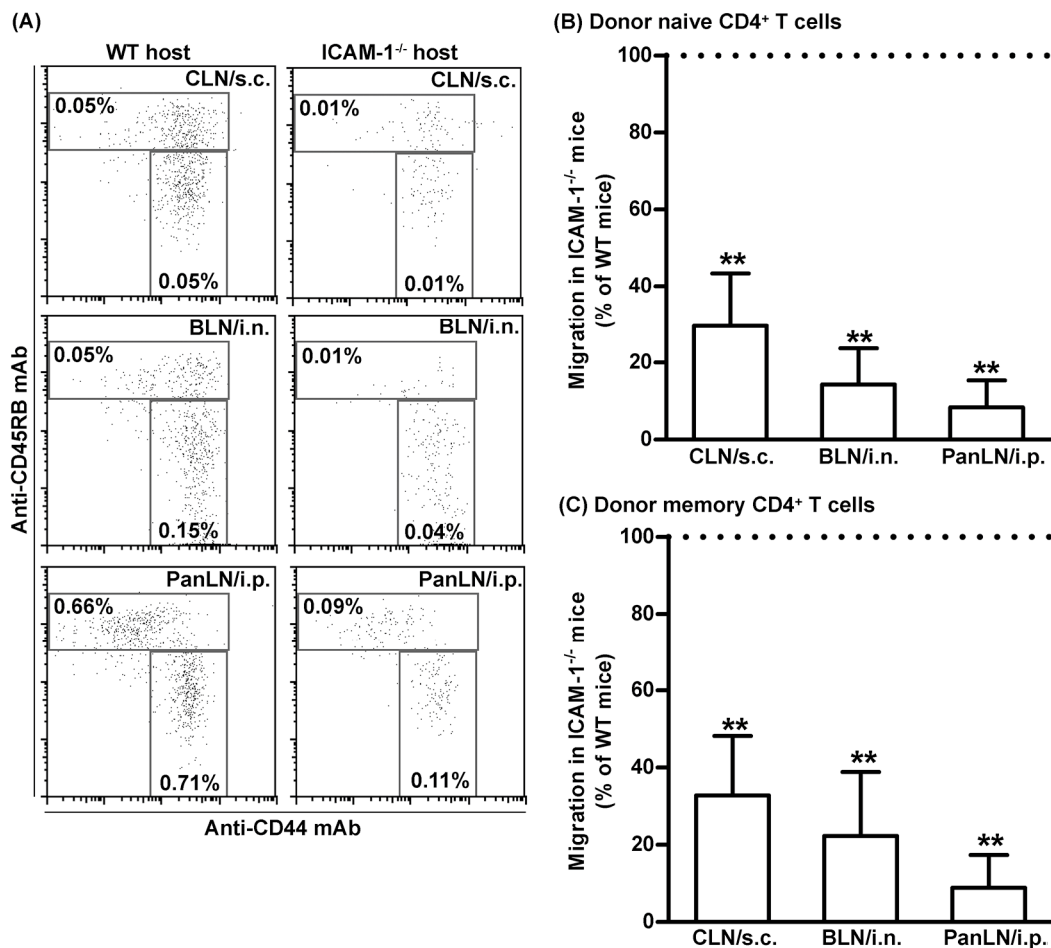 (A)
WT host
ICAM-1-/- host
CLN/s.c.
0.05%
0.05%
CLN/s.c.
0.01%
0.01%
BLN/i.n.
0.05%
0.15%
BLN/i.n.
0.01%
0.04%
PanLN/i.p.
0.66%
0.71%
PanLN/i.p.
0.09%
0.11%
Anti-CD45RB mAb
Anti-CD44 mAb
(B) Donor naive CD4+ T cells
Migration in ICAM-1-/- mice
(% of WT mice)
100
80
60
40
20
0
**
**
**
CLN/s.c. BLN/i.n. PanLN/i.p.
(C) Donor memory CD4+ T cells
Migration in ICAM-1-/- mice
(% of WT mice)
100
80
60
40
20
0
**
**
**
CLN/s.c. BLN/i.n. PanLN/i.p.